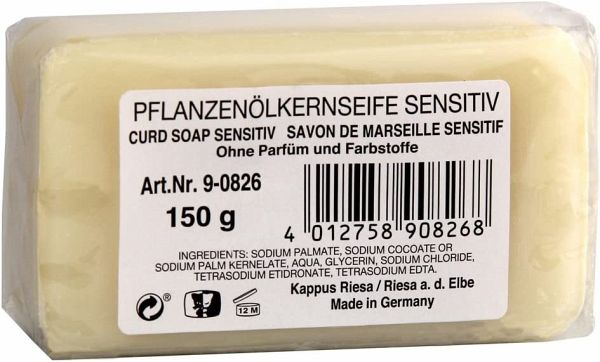 PFLANZENÖLKERNSEIFE SENSITIV
CURD SOAP SENSITIV SAVON DE MARSEILLE SENSITIF
Ohne Parfüm und Farbstoffe
Art.Nr. 9-0826
150 g
4 012758 908268
INGREDIENTS: SODIUM PALMATE, SODIUM COCOATE OR
SODIUM PALM KERNELATE, AQUA, GLYCERIN, SODIUM CHLORIDE,
TETRASODIUM ETIDRONATE, TETRASODIUM EDTA.
®
12 M
Kappus Riesa / Riesa a. d. Elbe
Made in Germany